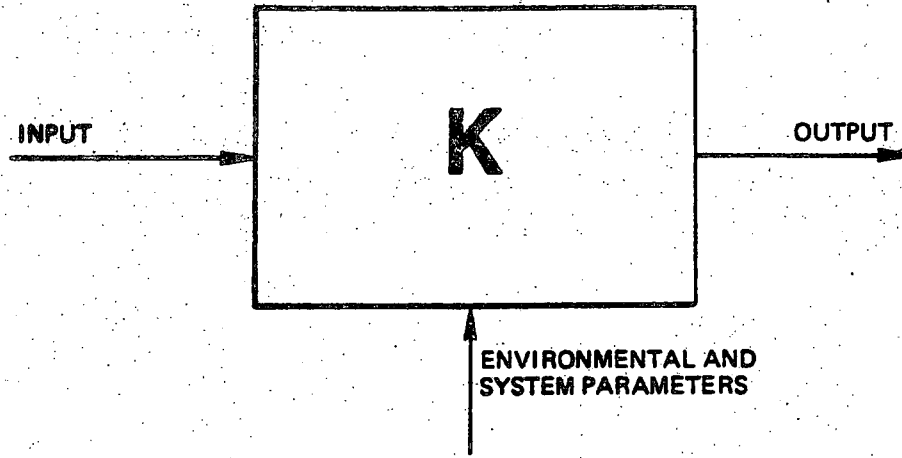 INPUT
K
OUTPUT
ENVIRONMENTAL AND
SYSTEM PARAMETERS